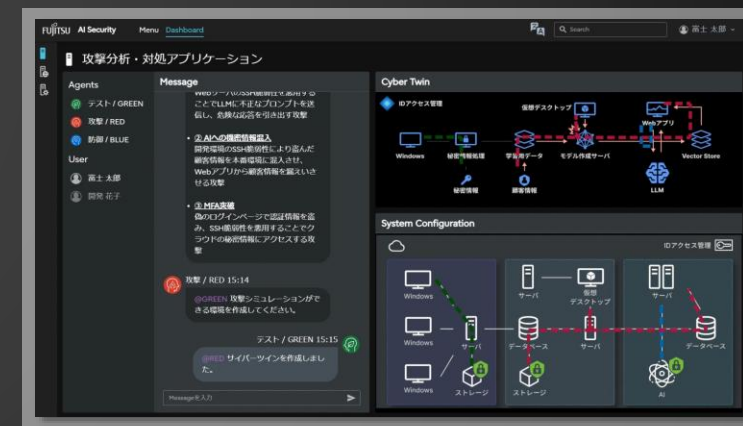 FUJITSU AI Security Menu Dashboard Search 富士 太郎
攻撃分析・対処アプリケーション
Agents
テスト / GREEN
攻撃 / RED
防御 / BLUE
User
富士 太郎
開発 花子
Message
WebサーバのSSH脆弱性を悪用する
ことでLLMに不正なプロンプトを送
信し、危険な応答を引き出す攻撃
• ② AIへの機密情報混入
開発環境のSSH脆弱性により盗んだ
顧客情報を本番環境に混入させ、
Webアプリから顧客情報を漏えいさ
せる攻撃
• ③ MFA突破
偽のログインページで認証情報を盗
み、SSH脆弱性を悪用することでク
ラウドの秘密情報にアクセスする攻
撃
攻撃 / RED 15:14
@GREEN 攻撃シミュレーションがで
きる環境を作成してください。
テスト / GREEN 15:15
@RED サイバーツインを作成しまし
た。
Messageを入力
Cyber Twin
IDアクセス管理
仮想デスクトップ
Webアプリ
Windows
秘密情報処理
学習用データ
モデル作成サーバ
Vector Store
秘密情報
顧客情報
LLM
System Configuration
IDアクセス管理
Windows
サーバ
仮想
デスクトップ
サーバ
Windows
サーバ
データベース
サーバ
データベース
Windows
ストレージ
ストレージ
AI